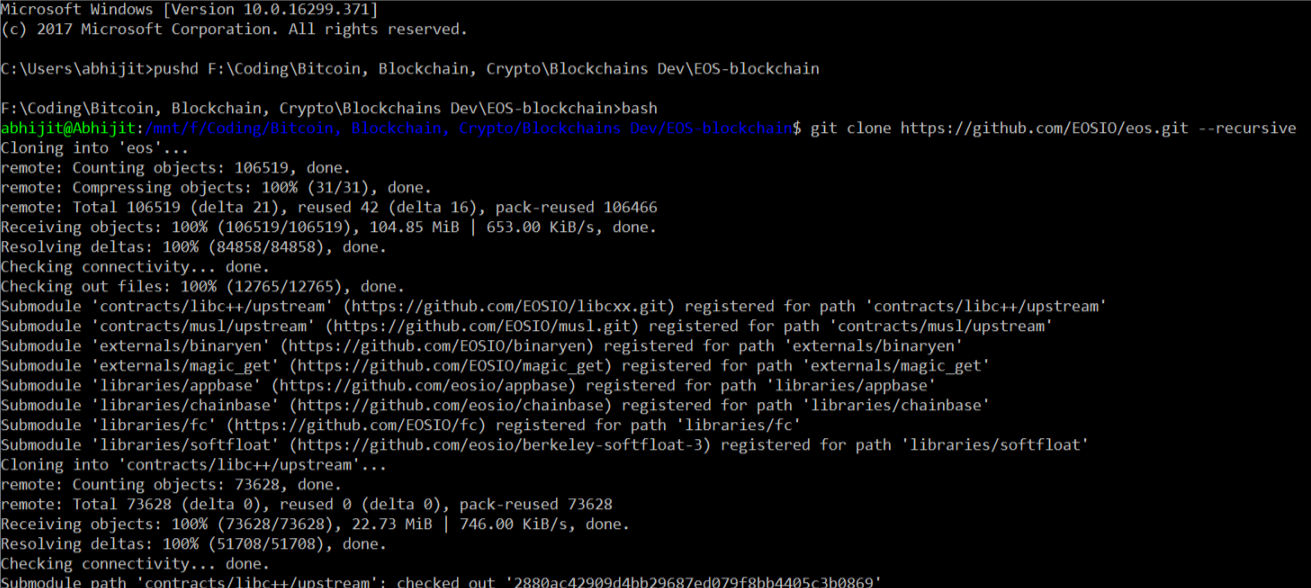 Microsoft Windows [Version 10.0.16299.371]
(c) 2017 Microsoft Corporation. All rights reserved.
C:\Users\abhijit>pushd F:\Coding\Bitcoin, Blockchain, Crypto\Blockchains Dev\EOS-blockchain
F:\Coding\Bitcoin, Blockchain, Crypto\Blockchains Dev\EOS-blockchain>bash
abhijit@Abhijit:/mnt/f/Coding/Bitcoin, Blockchain, Crypto/Blockchains Dev/EOS-blockchain$ git clone https://github.com/EOSIO/eos.git --recursive
Cloning into 'eos'...
remote: Counting objects: 106519, done.
remote: Compressing objects: 100% (31/31), done.
remote: Total 106519 (delta 21), reused 42 (delta 16), pack-reused 106466
Receiving objects: 100% (106519/106519), 104.85 MiB | 653.00 KiB/s, done.
Resolving deltas: 100% (84858/84858), done.
Checking connectivity... done.
Checking out files: 100% (12765/12765), done.
Submodule 'contracts/libc++/upstream' (https://github.com/EOSIO/libcxx.git) registered for path 'contracts/libc++/upstream'
Submodule 'contracts/musl/upstream' (https://github.com/EOSIO/musl.git) registered for path 'contracts/musl/upstream'
Submodule 'externals/binaryen' (https://github.com/EOSIO/binaryen) registered for path 'externals/binaryen'
Submodule 'externals/magic_get' (https://github.com/EOSIO/magic_get) registered for path 'externals/magic_get'
Submodule 'libraries/appbase' (https://github.com/eosio/appbase) registered for path 'libraries/appbase'
Submodule 'libraries/chainbase' (https://github.com/eosio/chainbase) registered for path 'libraries/chainbase'
Submodule 'libraries/fc' (https://github.com/EOSIO/fc) registered for path 'libraries/fc'
Submodule 'libraries/softfloat' (https://github.com/eosio/berkeley-softfloat-3) registered for path 'libraries/softfloat'
Cloning into 'contracts/libc++/upstream'...
remote: Counting objects: 73628, done.
remote: Total 73628 (delta 0), reused 0 (delta 0), pack-reused 73628
Receiving objects: 100% (73628/73628), 22.73 MiB | 746.00 KiB/s, done.
Resolving deltas: 100% (51708/51708), done.
Checking connectivity... done.
Submodule path 'contracts/libc++/upstream': checked out '2880ac42909d4bb29687ed079f8bb4405c3b0869'